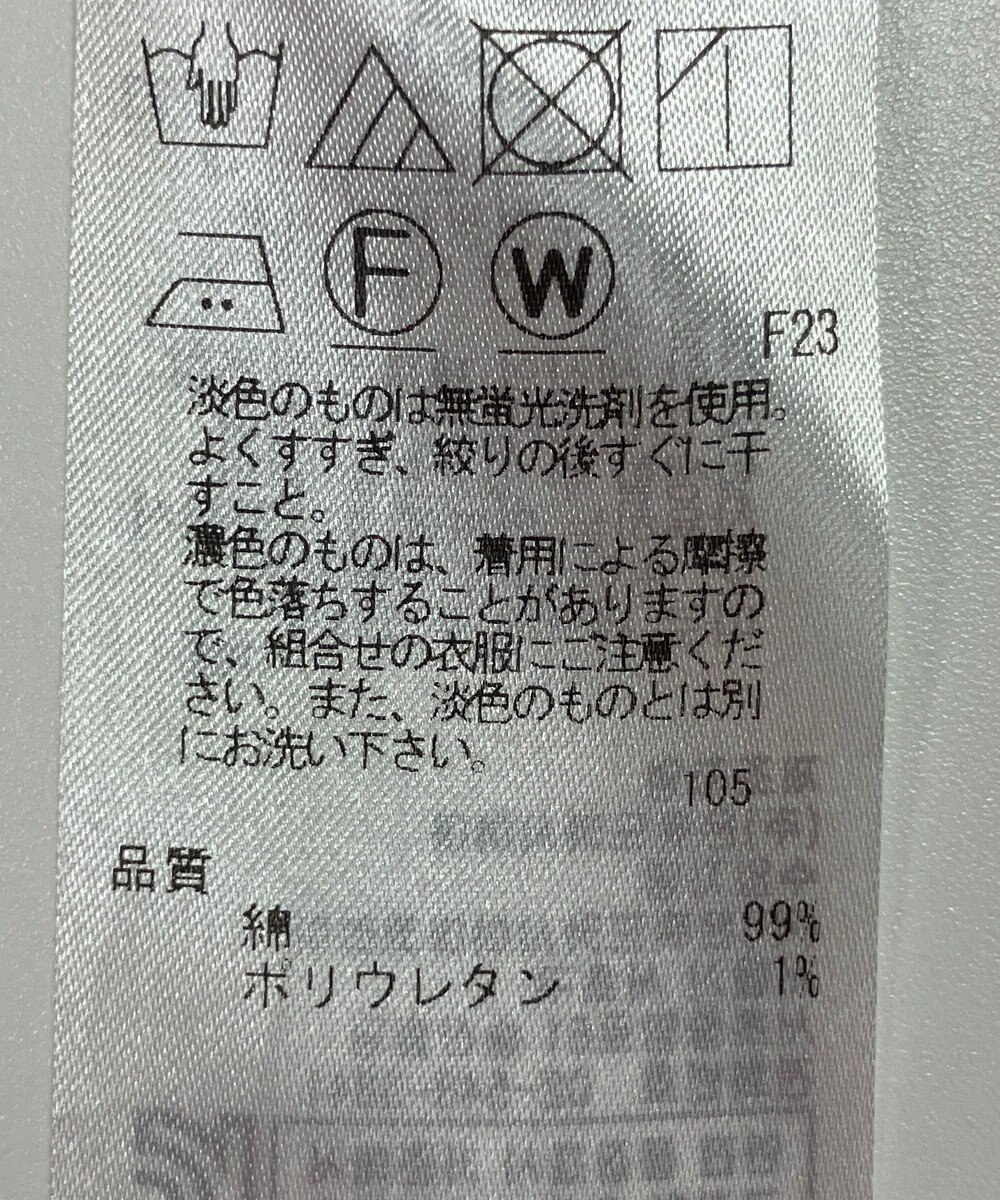 F W
F23
淡色のものは無蛍光洗剤を使用。
よくすすぎ、絞りの後すぐに干
すこと。
濃色のものは、着用による摩擦
で色落ちすることがありますの
で、組合せの衣服にご注意くだ
さい。また、淡色のものとは別
にお洗い下さい。
105
品質
綿 99%
ポリウレタン 1%